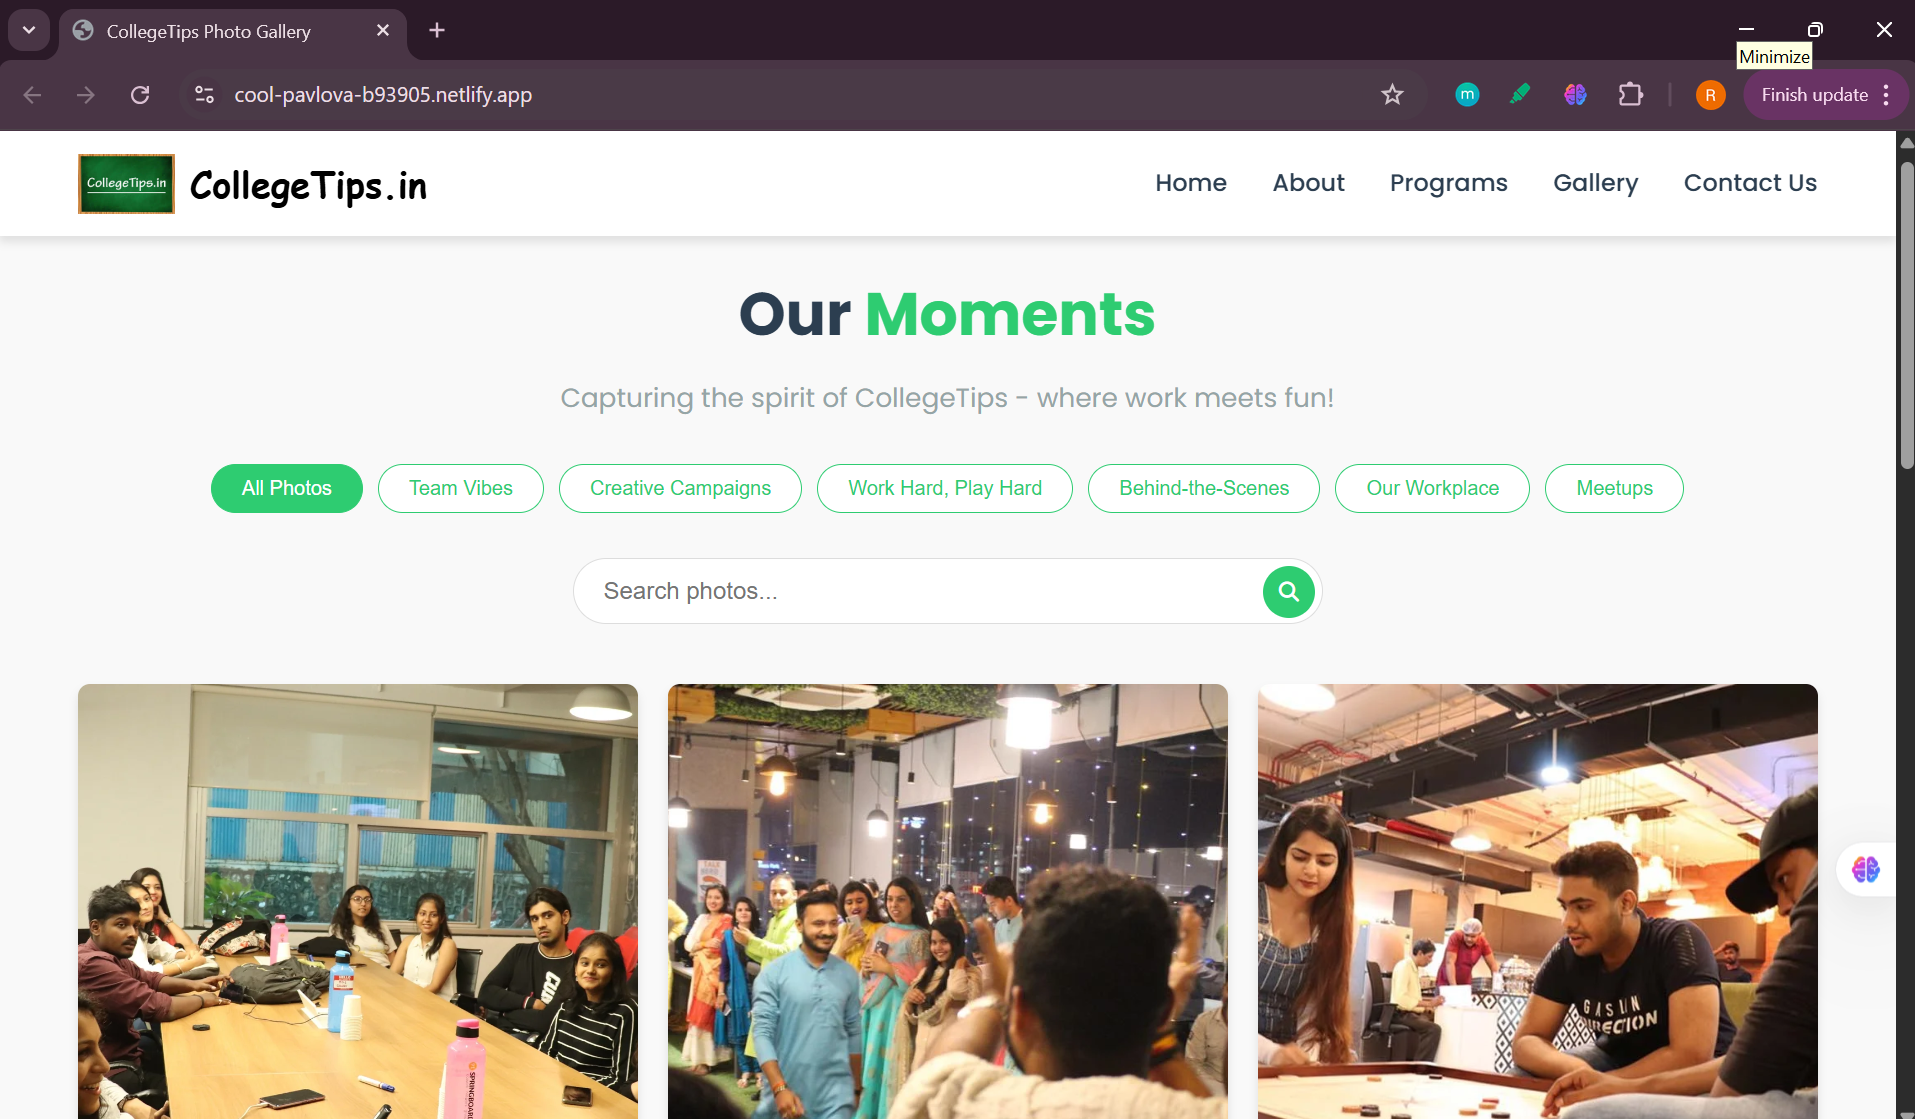 CollegeTips Photo Gallery
Minimize
cool-pavlova-b93905.netlify.app
m
R
Finish update
CollegeTips.in
CollegeTips.in
Home
About
Programs
Gallery
Contact Us
Our Moments
Capturing the spirit of CollegeTips - where work meets fun!
All Photos
Team Vibes
Creative Campaigns
Work Hard, Play Hard
Behind-the-Scenes
Our Workplace
Meetups
Search photos...
SPRINGBOARD